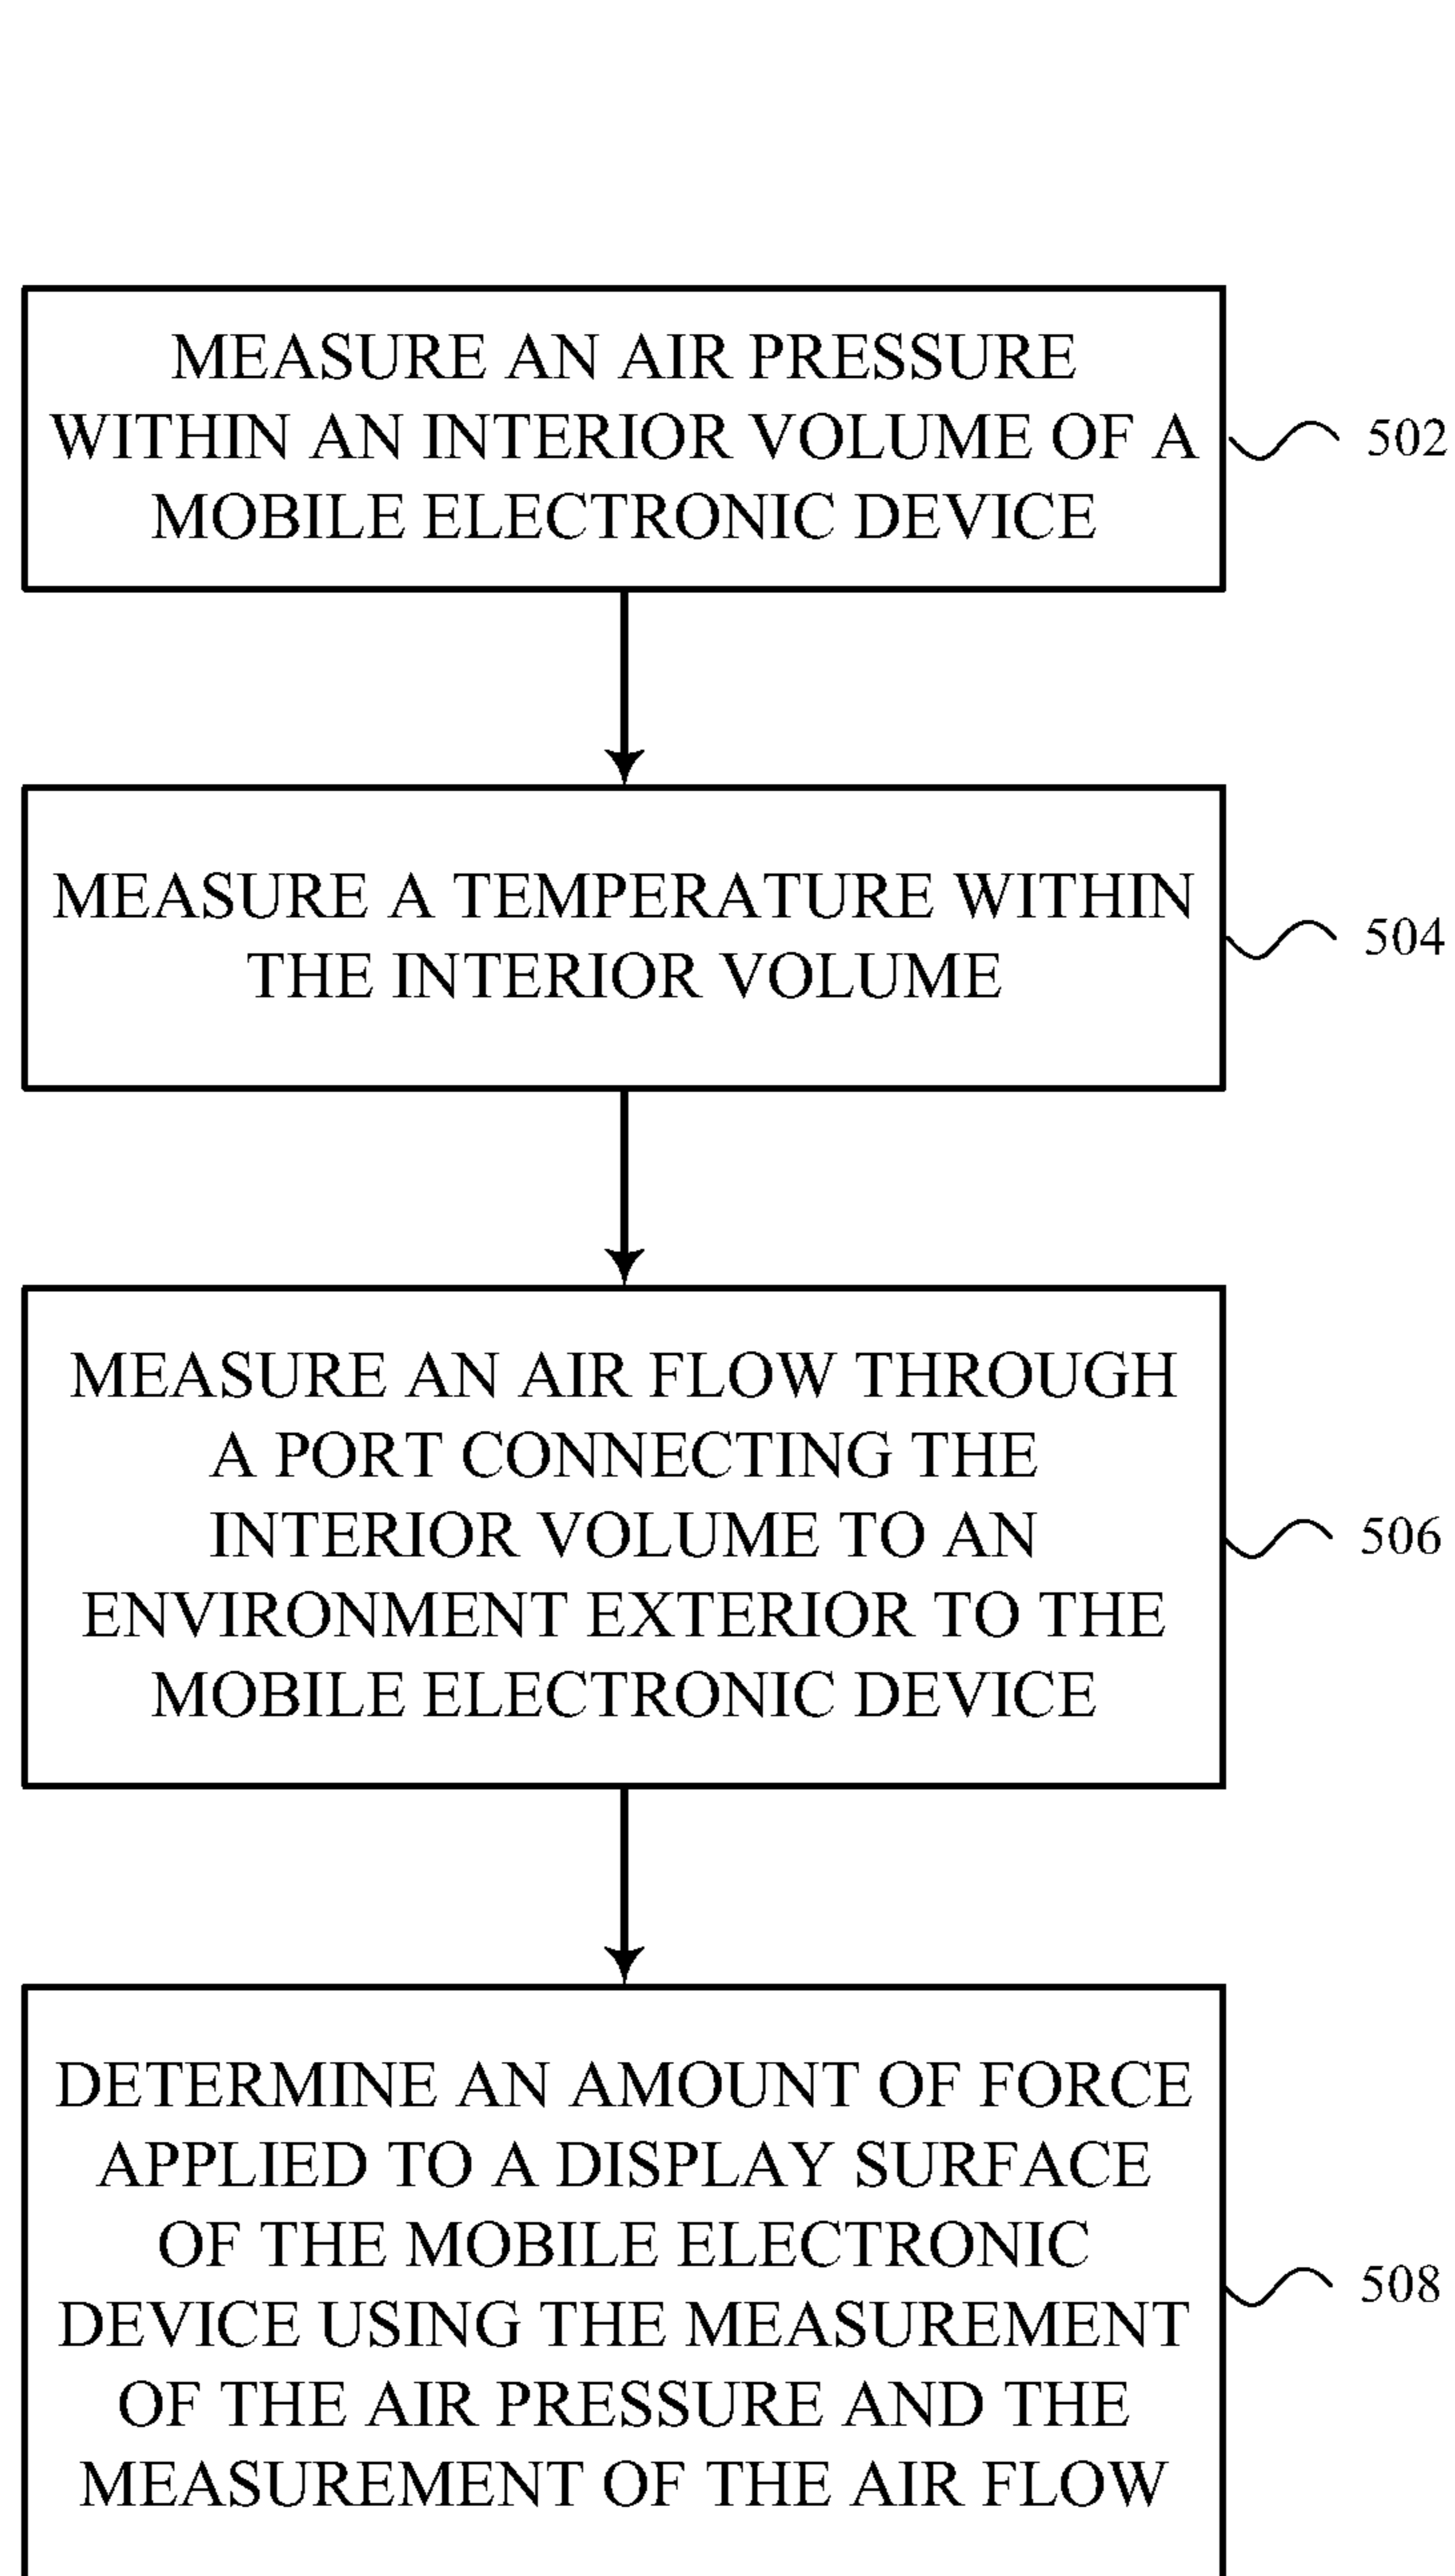 MEASURE AN AIR PRESSURE
WITHIN AN INTERIOR VOLUME OF A
MOBILE ELECTRONIC DEVICE
502
MEASURE A TEMPERATURE WITHIN
THE INTERIOR VOLUME
504
MEASURE AN AIR FLOW THROUGH
A PORT CONNECTING THE
INTERIOR VOLUME TO AN
ENVIRONMENT EXTERIOR TO THE
MOBILE ELECTRONIC DEVICE
506
DETERMINE AN AMOUNT OF FORCE
APPLIED TO A DISPLAY SURFACE
OF THE MOBILE ELECTRONIC
DEVICE USING THE MEASUREMENT
OF THE AIR PRESSURE AND THE
MEASUREMENT OF THE AIR FLOW
508